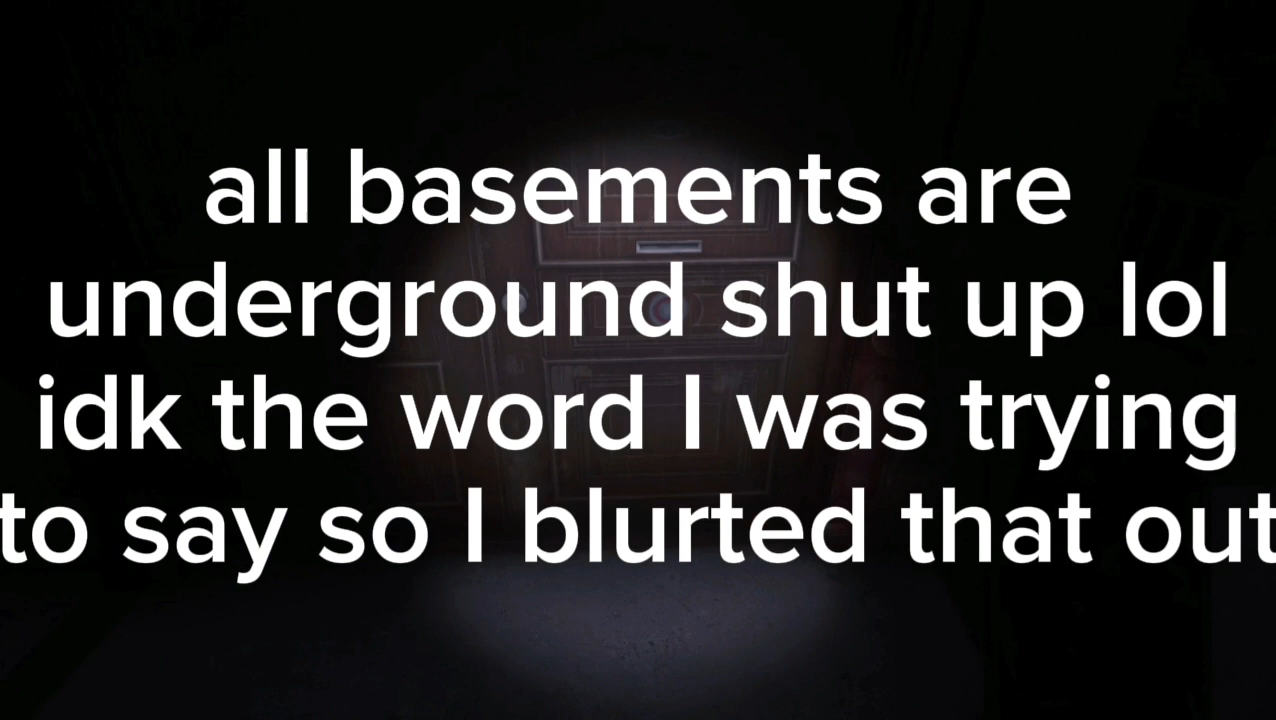 all basements are
underground shut up lol
idk the word I was trying
to say so I blurted that out